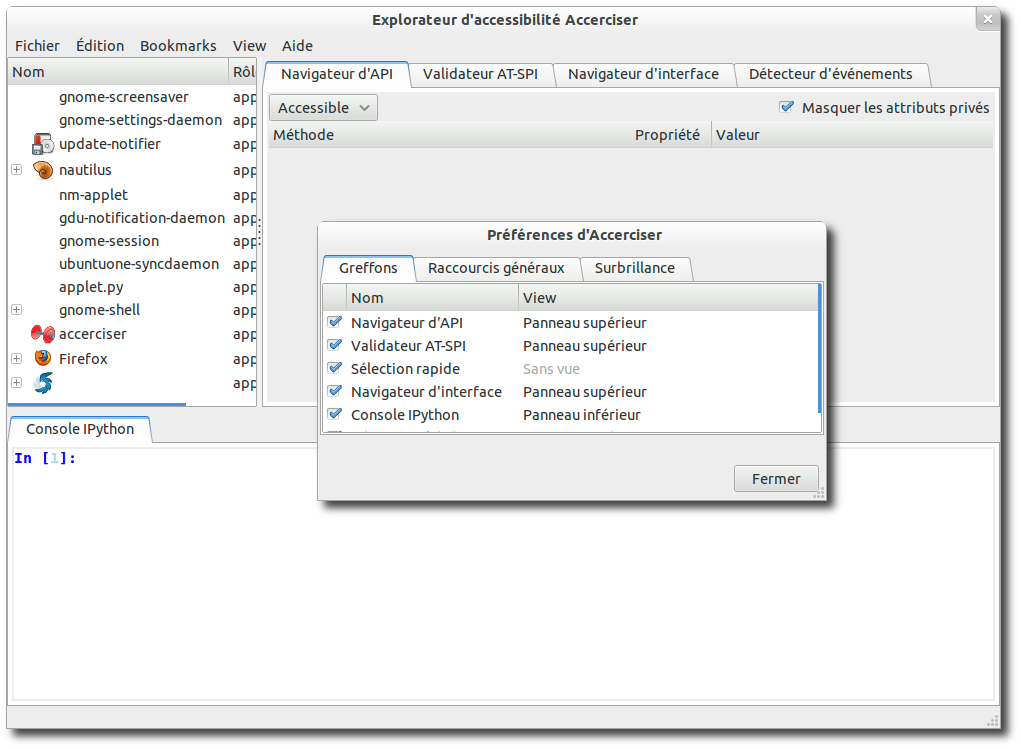 Explorateur d'accessibilité Accerciser
Fichier Édition Bookmarks View Aide
Nom Rôl
gnome-screensaver app
gnome-settings-daemon app
update-notifier app
nautilus app
nm-applet app
gdu-notification-daemon app
gnome-session app
ubuntuone-syncdaemon app
applet.py app
gnome-shell app
accerciser app
Firefox app
app
Navigateur d'API Validateur AT-SPI Navigateur d'interface Détecteur d'événements
Accessible Masquer les attributs privés
Méthode Propriété Valeur
Préférences d'Accerciser
Greffons Raccourcis généraux Surbrillance
Nom View
Navigateur d'API Panneau supérieur
Validateur AT-SPI Panneau supérieur
Sélection rapide Sans vue
Navigateur d'interface Panneau supérieur
Console IPython Panneau inférieur
Fermer
Console IPython
In [1]: